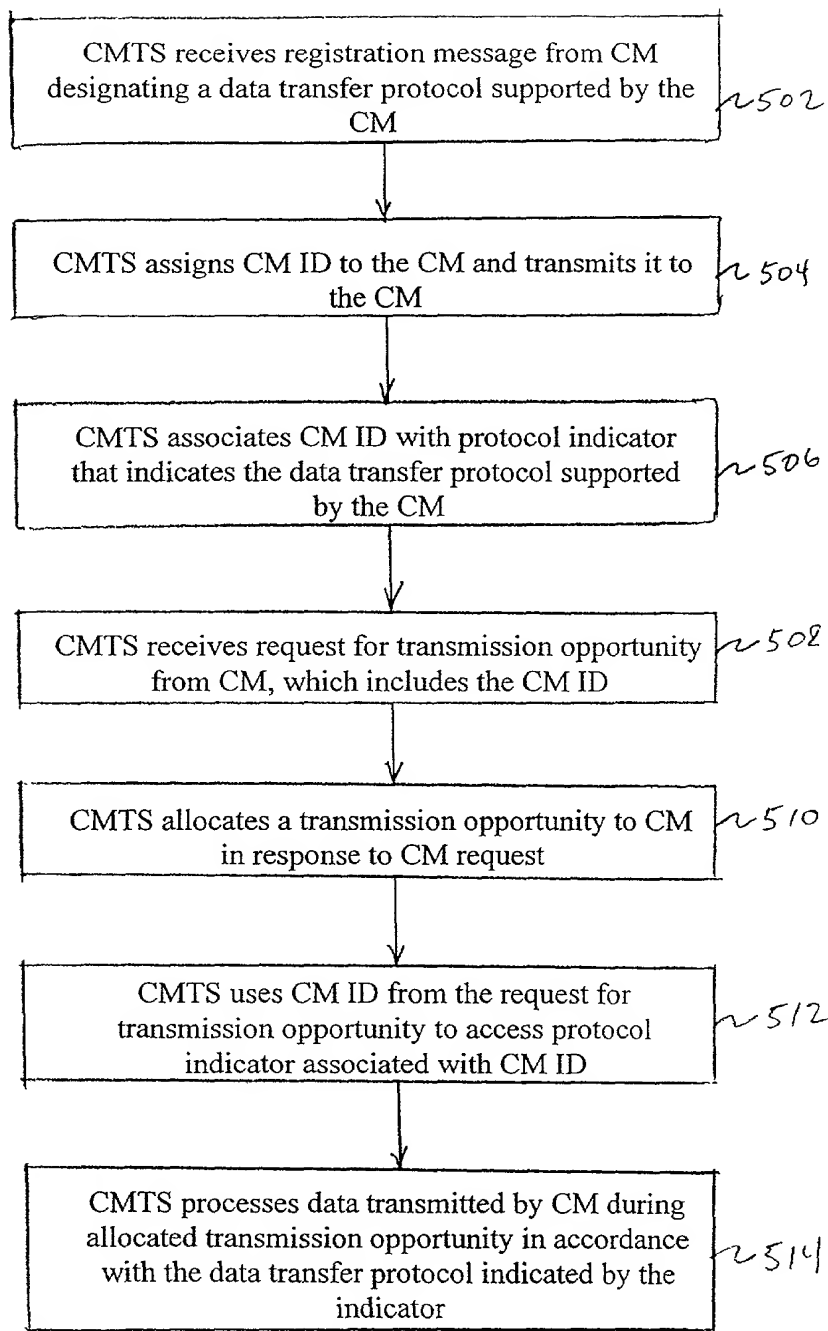 CMTS receives registration message from CM
designating a data transfer protocol supported by the
CM
502
CMTS assigns CM ID to the CM and transmits it to
the CM
504
CMTS associates CM ID with protocol indicator
that indicates the data transfer protocol supported
by the CM
506
CMTS receives request for transmission opportunity
from CM, which includes the CM ID
508
CMTS allocates a transmission opportunity to CM
in response to CM request
510
CMTS uses CM ID from the request for
transmission opportunity to access protocol
indicator associated with CM ID
512
CMTS processes data transmitted by CM during
allocated transmission opportunity in accordance
with the data transfer protocol indicated by the
indicator
514